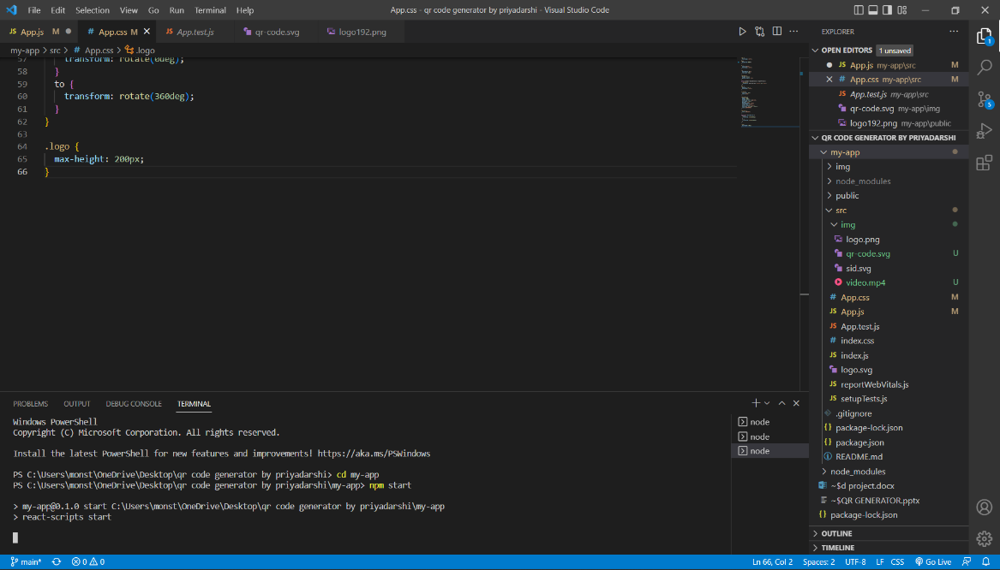 File Edit Selection View Go Run Terminal Help
App.css - qr code generator by priyadarshi - Visual Studio Code
JS App.js M
# App.css M
JS App.test.js
qr-code.svg
logo192.png
my-app > src > # App.css > .logo
57 transform: rotate(0deg);
58 }
59 to {
60 transform: rotate(360deg);
61 }
62 }
63
64 .logo {
65 max-height: 200px;
66 }
PROBLEMS OUTPUT DEBUG CONSOLE TERMINAL
Windows PowerShell
Copyright (C) Microsoft Corporation. All rights reserved.
Install the latest PowerShell for new features and improvements! https://aka.ms/PSWindows
PS C:\Users\monst\OneDrive\Desktop\qr code generator by priyadarshi> cd my-app
PS C:\Users\monst\OneDrive\Desktop\qr code generator by priyadarshi\my-app> npm start
> my-app@0.1.0 start C:\Users\monst\OneDrive\Desktop\qr code generator by priyadarshi\my-app
> react-scripts start
node
node
node
EXPLORER
OPEN EDITORS 1 unsaved
JS App.js my-app\src M
# App.css my-app\src M
JS App.test.js my-app\src
qr-code.svg my-app\img
logo192.png my-app\public
QR CODE GENERATOR BY PRIYADARSHI
my-app
img
node_modules
public
src
img
logo.png
qr-code.svg U
sid.svg
video.mp4 U
# App.css M
JS App.js M
JS App.test.js
# index.css
JS index.js
logo.svg
JS reportWebVitals.js
JS setupTests.js
.gitignore
{} package-lock.json
{} package.json
README.md
node_modules
~$d project.docx
~$QR GENERATOR.pptx
{} package-lock.json
OUTLINE
TIMELINE
1
5
main* 0 0
Ln 66, Col 2 Spaces: 2 UTF-8 LF CSS Go Live